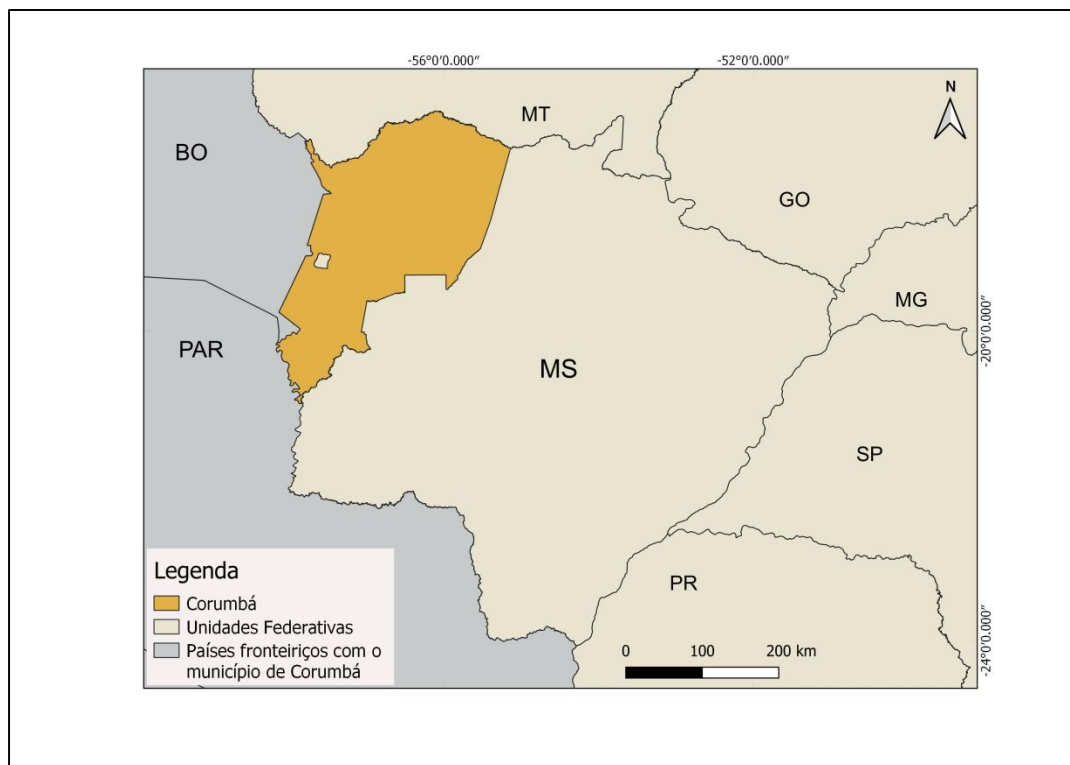 -56°0'0.000"
-52°0'0.000"
N
MT
BO
GO
MG
-20°0'0.000"
PAR
MS
SP
Legenda
Corumbá
Unidades Federativas
Países fronteiriços com o
município de Corumbá
PR
0 100 200 km
-24°0'0.000"